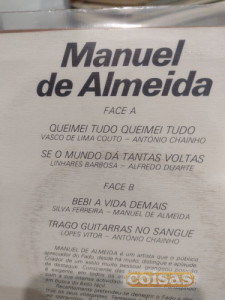 Manuel
de Almeida
FACE A
QUEIMEI TUDO QUEIMEI TUDO
VASCO DE LIMA COUTO — ANTÓNIO CHAINHO
SE O MUNDO DÁ TANTAS VOLTAS
LINHARES BARBOSA — ALFREDO DUARTE
FACE B
BEBI A VIDA DEMAIS
SILVA FERREIRA — MANUEL DE ALMEIDA
TRAGO GUITARRAS NO SANGUE
LOPES VITOR — ANTÓNIO CHAINHO
MANUEL DE ALMEIDA é um artista que o público
coisas